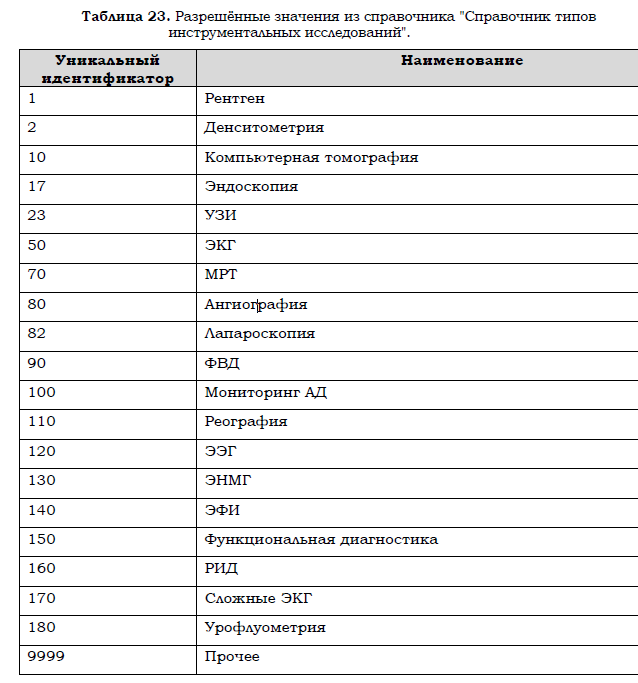 Таблица 23. Разрешённые значения из справочника "Справочник типов
инструментальных исследований".
Уникальный
идентификатор
Наименование
1 Рентген
2 Денситометрия
10 Компьютерная томография
17 Эндоскопия
23 УЗИ
50 ЭКГ
70 МРТ
80 Ангиография
82 Лапароскопия
90 ФВД
100 Мониторинг АД
110 Реография
120 ЭЭГ
130 ЭНМГ
140 ЭФИ
150 Функциональная диагностика
160 РИД
170 Сложные ЭКГ
180 Урофлуометрия
9999 Прочее